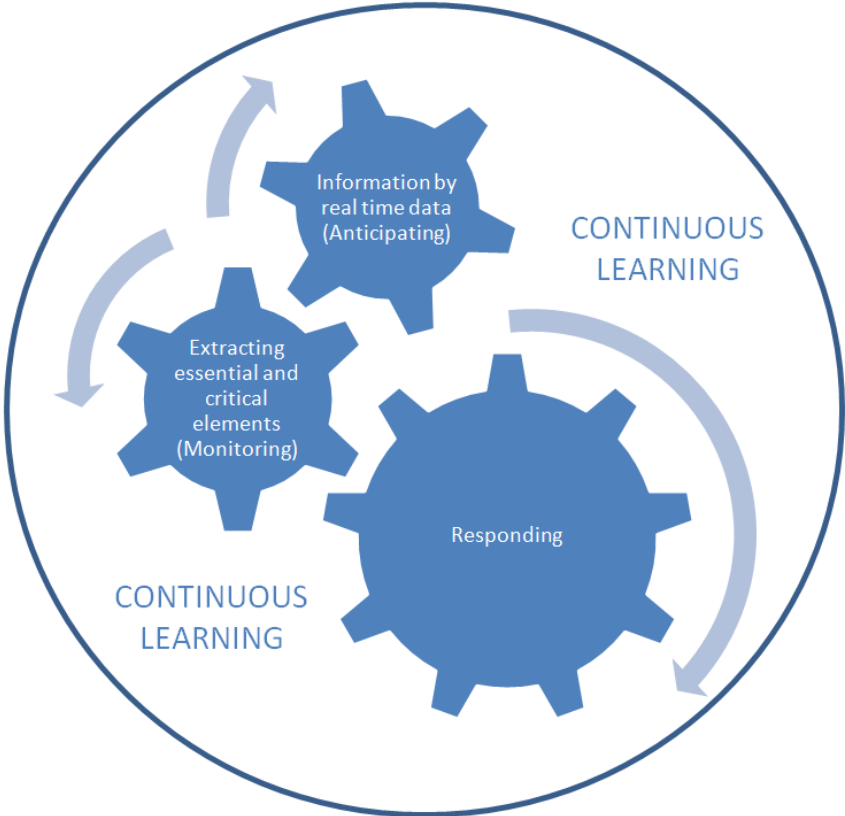 Information by
real time data
(Anticipating)
CONTINUOUS
LEARNING
Extracting
essential and
critical
elements
(Monitoring)
Responding
CONTINUOUS
LEARNING